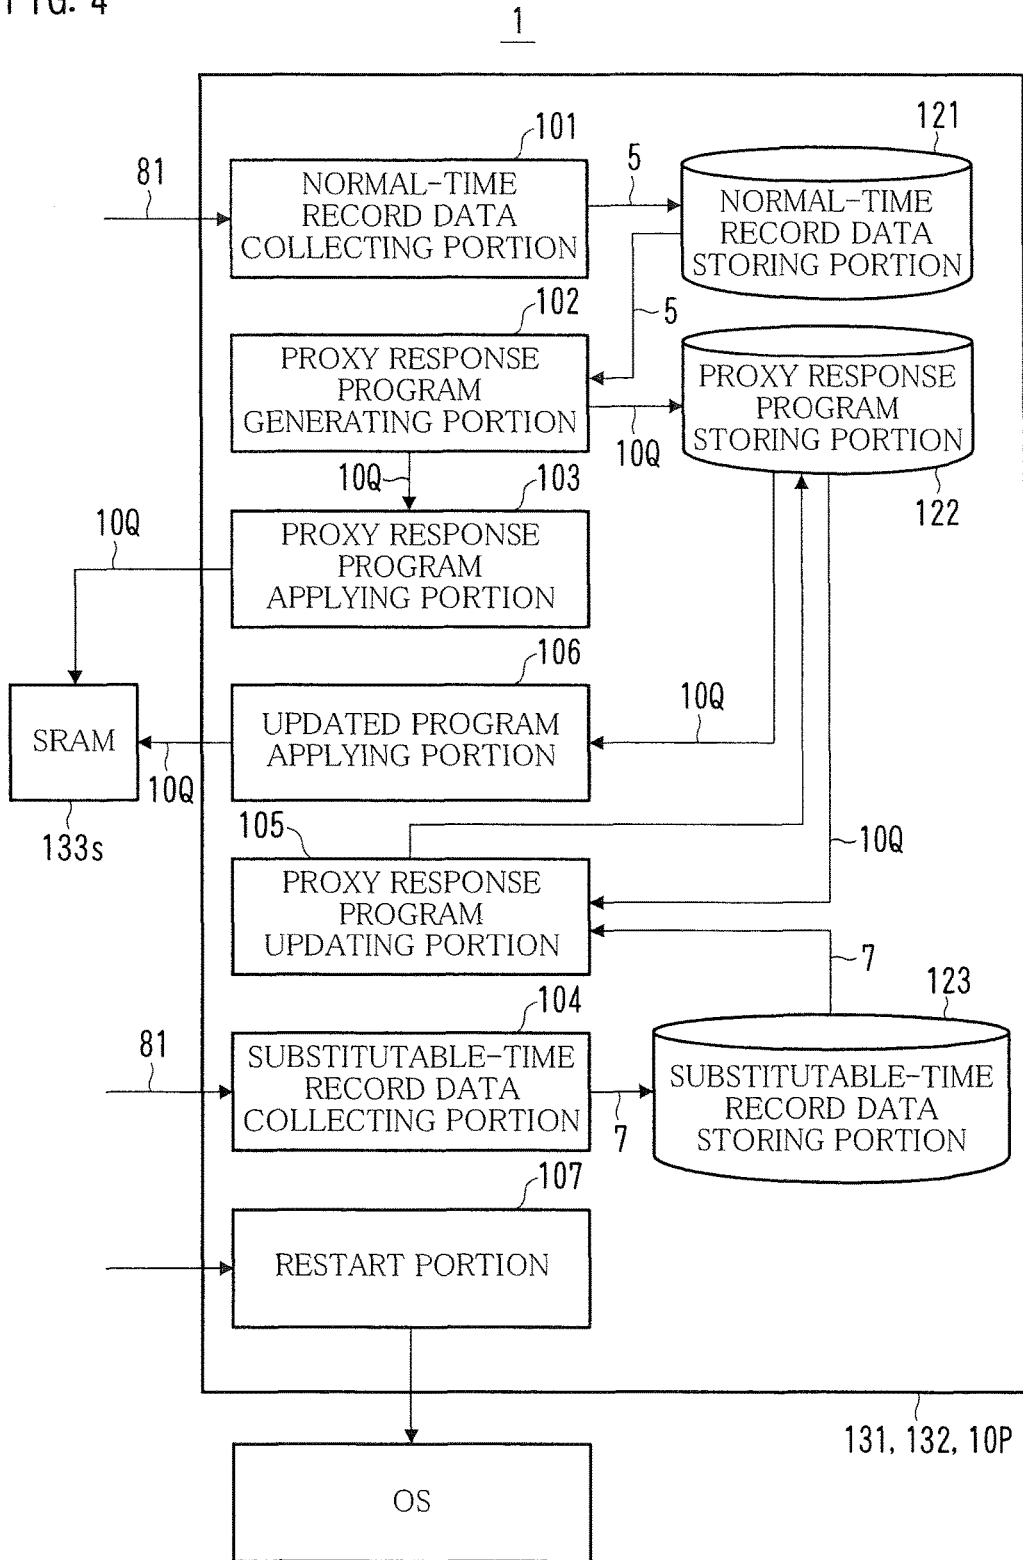 FIG. 4
1
101
121
81
NORMAL-TIME
RECORD DATA
COLLECTING PORTION
5
NORMAL-TIME
RECORD DATA
STORING PORTION
5
102
PROXY RESPONSE
PROGRAM
GENERATING PORTION
10Q
PROXY RESPONSE
PROGRAM
STORING PORTION
122
10Q
103
10Q
PROXY RESPONSE
PROGRAM
APPLYING PORTION
106
SRAM
133s
10Q
UPDATED PROGRAM
APPLYING PORTION
10Q
105
10Q
PROXY RESPONSE
PROGRAM
UPDATING PORTION
7
123
104
81
SUBSTITUTABLE-TIME
RECORD DATA
COLLECTING PORTION
7
SUBSTITUTABLE-TIME
RECORD DATA
STORING PORTION
107
RESTART PORTION
131, 132, 10P
OS